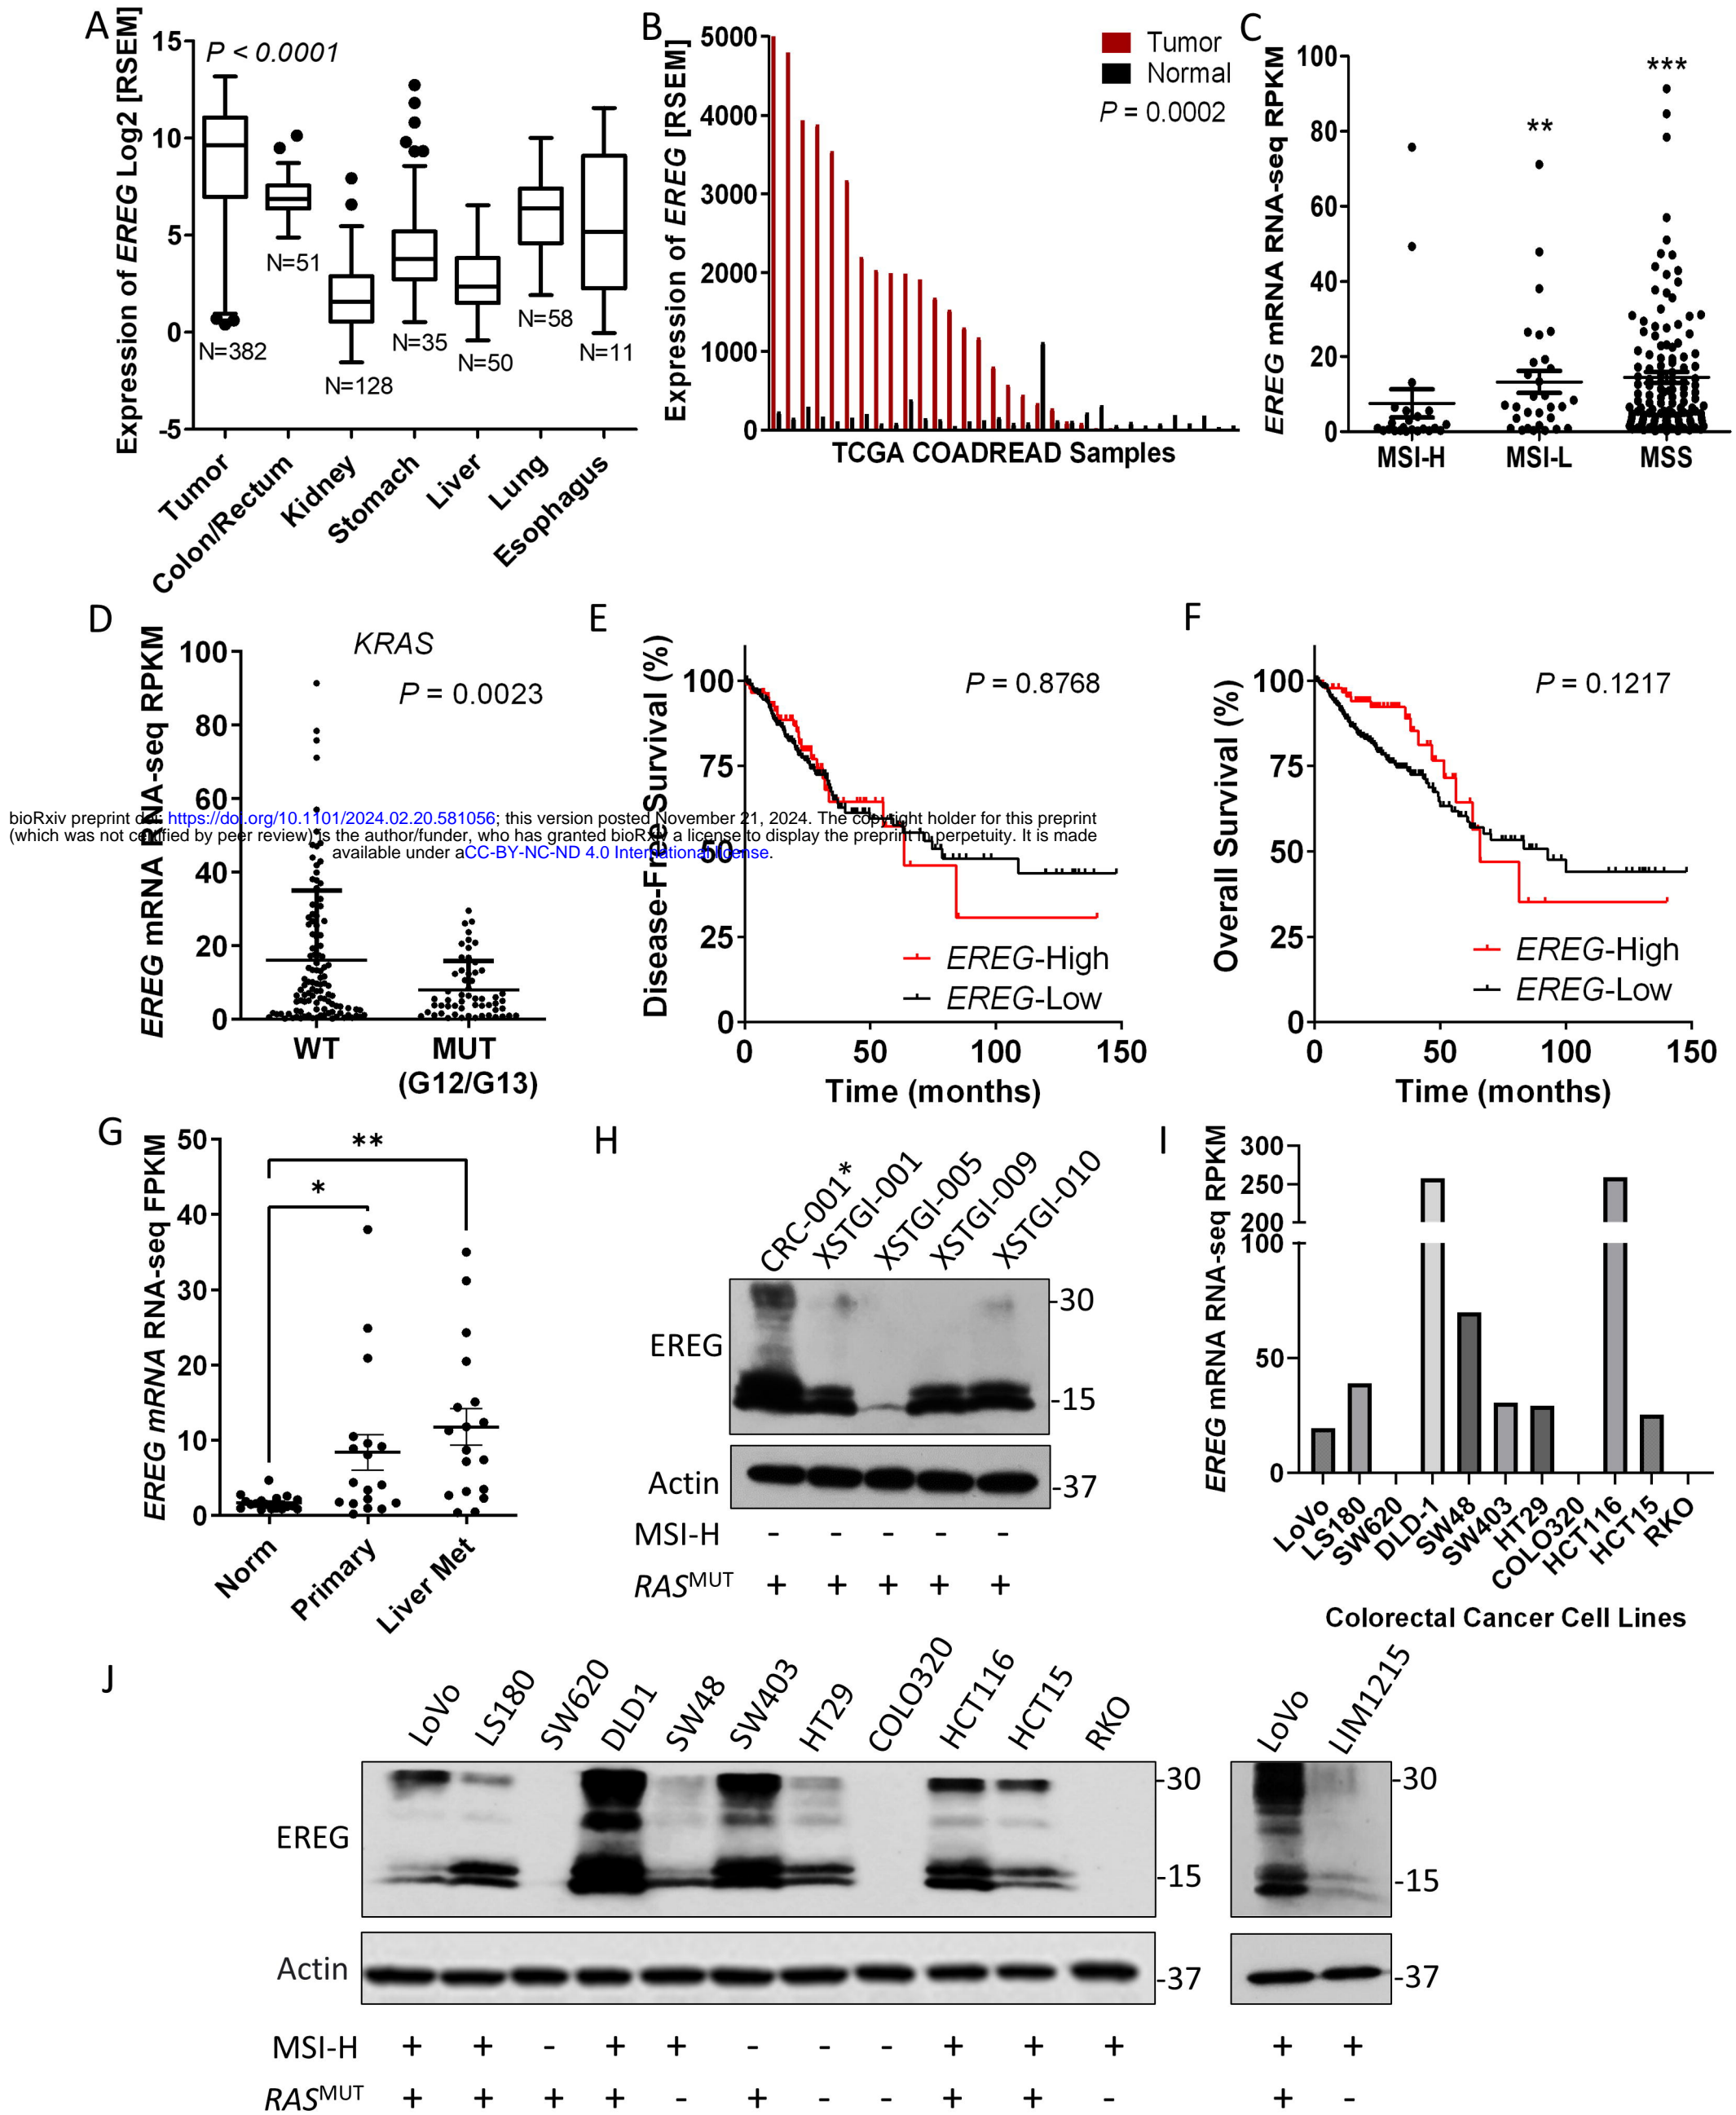 A
Expression of EREG Log2 [RSEM]
P < 0.0001
15
10
5
0
-5
N=382
N=51
N=128
N=35
N=50
N=58
N=11
Tumor
Colon/Rectum
Kidney
Stomach
Liver
Lung
Esophagus
B
Expression of EREG [RSEM]
5000
4000
3000
2000
1000
0
Tumor
Normal
P = 0.0002
TCGA COADREAD Samples
C
EREG mRNA RNA-seq RPKM
100
80
60
40
20
0
**
***
MSI-H
MSI-L
MSS
D
EREG mRNA RNA-seq RPKM
KRAS
P = 0.0023
100
80
60
40
20
0
WT
MUT
(G12/G13)
E
Disease-Free Survival (%)
P = 0.8768
100
75
50
25
0
EREG-High
EREG-Low
0
50
100
150
Time (months)
F
Overall Survival (%)
P = 0.1217
100
75
50
25
0
EREG-High
EREG-Low
0
50
100
150
Time (months)
bioRxiv preprint doi: https://doi.org/10.1101/2024.02.20.581056; this version posted November 21, 2024. The copyright holder for this preprint
(which was not certified by peer review) is the author/funder, who has granted bioRxiv a license to display the preprint in perpetuity. It is made
available under aCC-BY-NC-ND 4.0 International license.
G
EREG mRNA RNA-seq FPKM
50
40
30
20
10
0
**
*
Norm
Primary
Liver Met
H
CRC-001*
XSTGI-001
XSTGI-005
XSTGI-009
XSTGI-010
EREG
-30
-15
Actin
-37
MSI-H - - - - -
RASMUT + + + + +
I
EREG mRNA RNA-seq RPKM
300
250
200
100
50
0
LoVo
LS180
SW620
DLD-1
SW48
SW403
HT29
COLO320
HCT116
HCT15
RKO
Colorectal Cancer Cell Lines
J
LoVo
LS180
SW620
DLD1
SW48
SW403
HT29
COLO320
HCT116
HCT15
RKO
LoVo
LIM1215
EREG
-30
-15
-30
-15
Actin
-37
-37
MSI-H + + - + + - - - + + + + +
RASMUT + + + + - + - - + + - + -